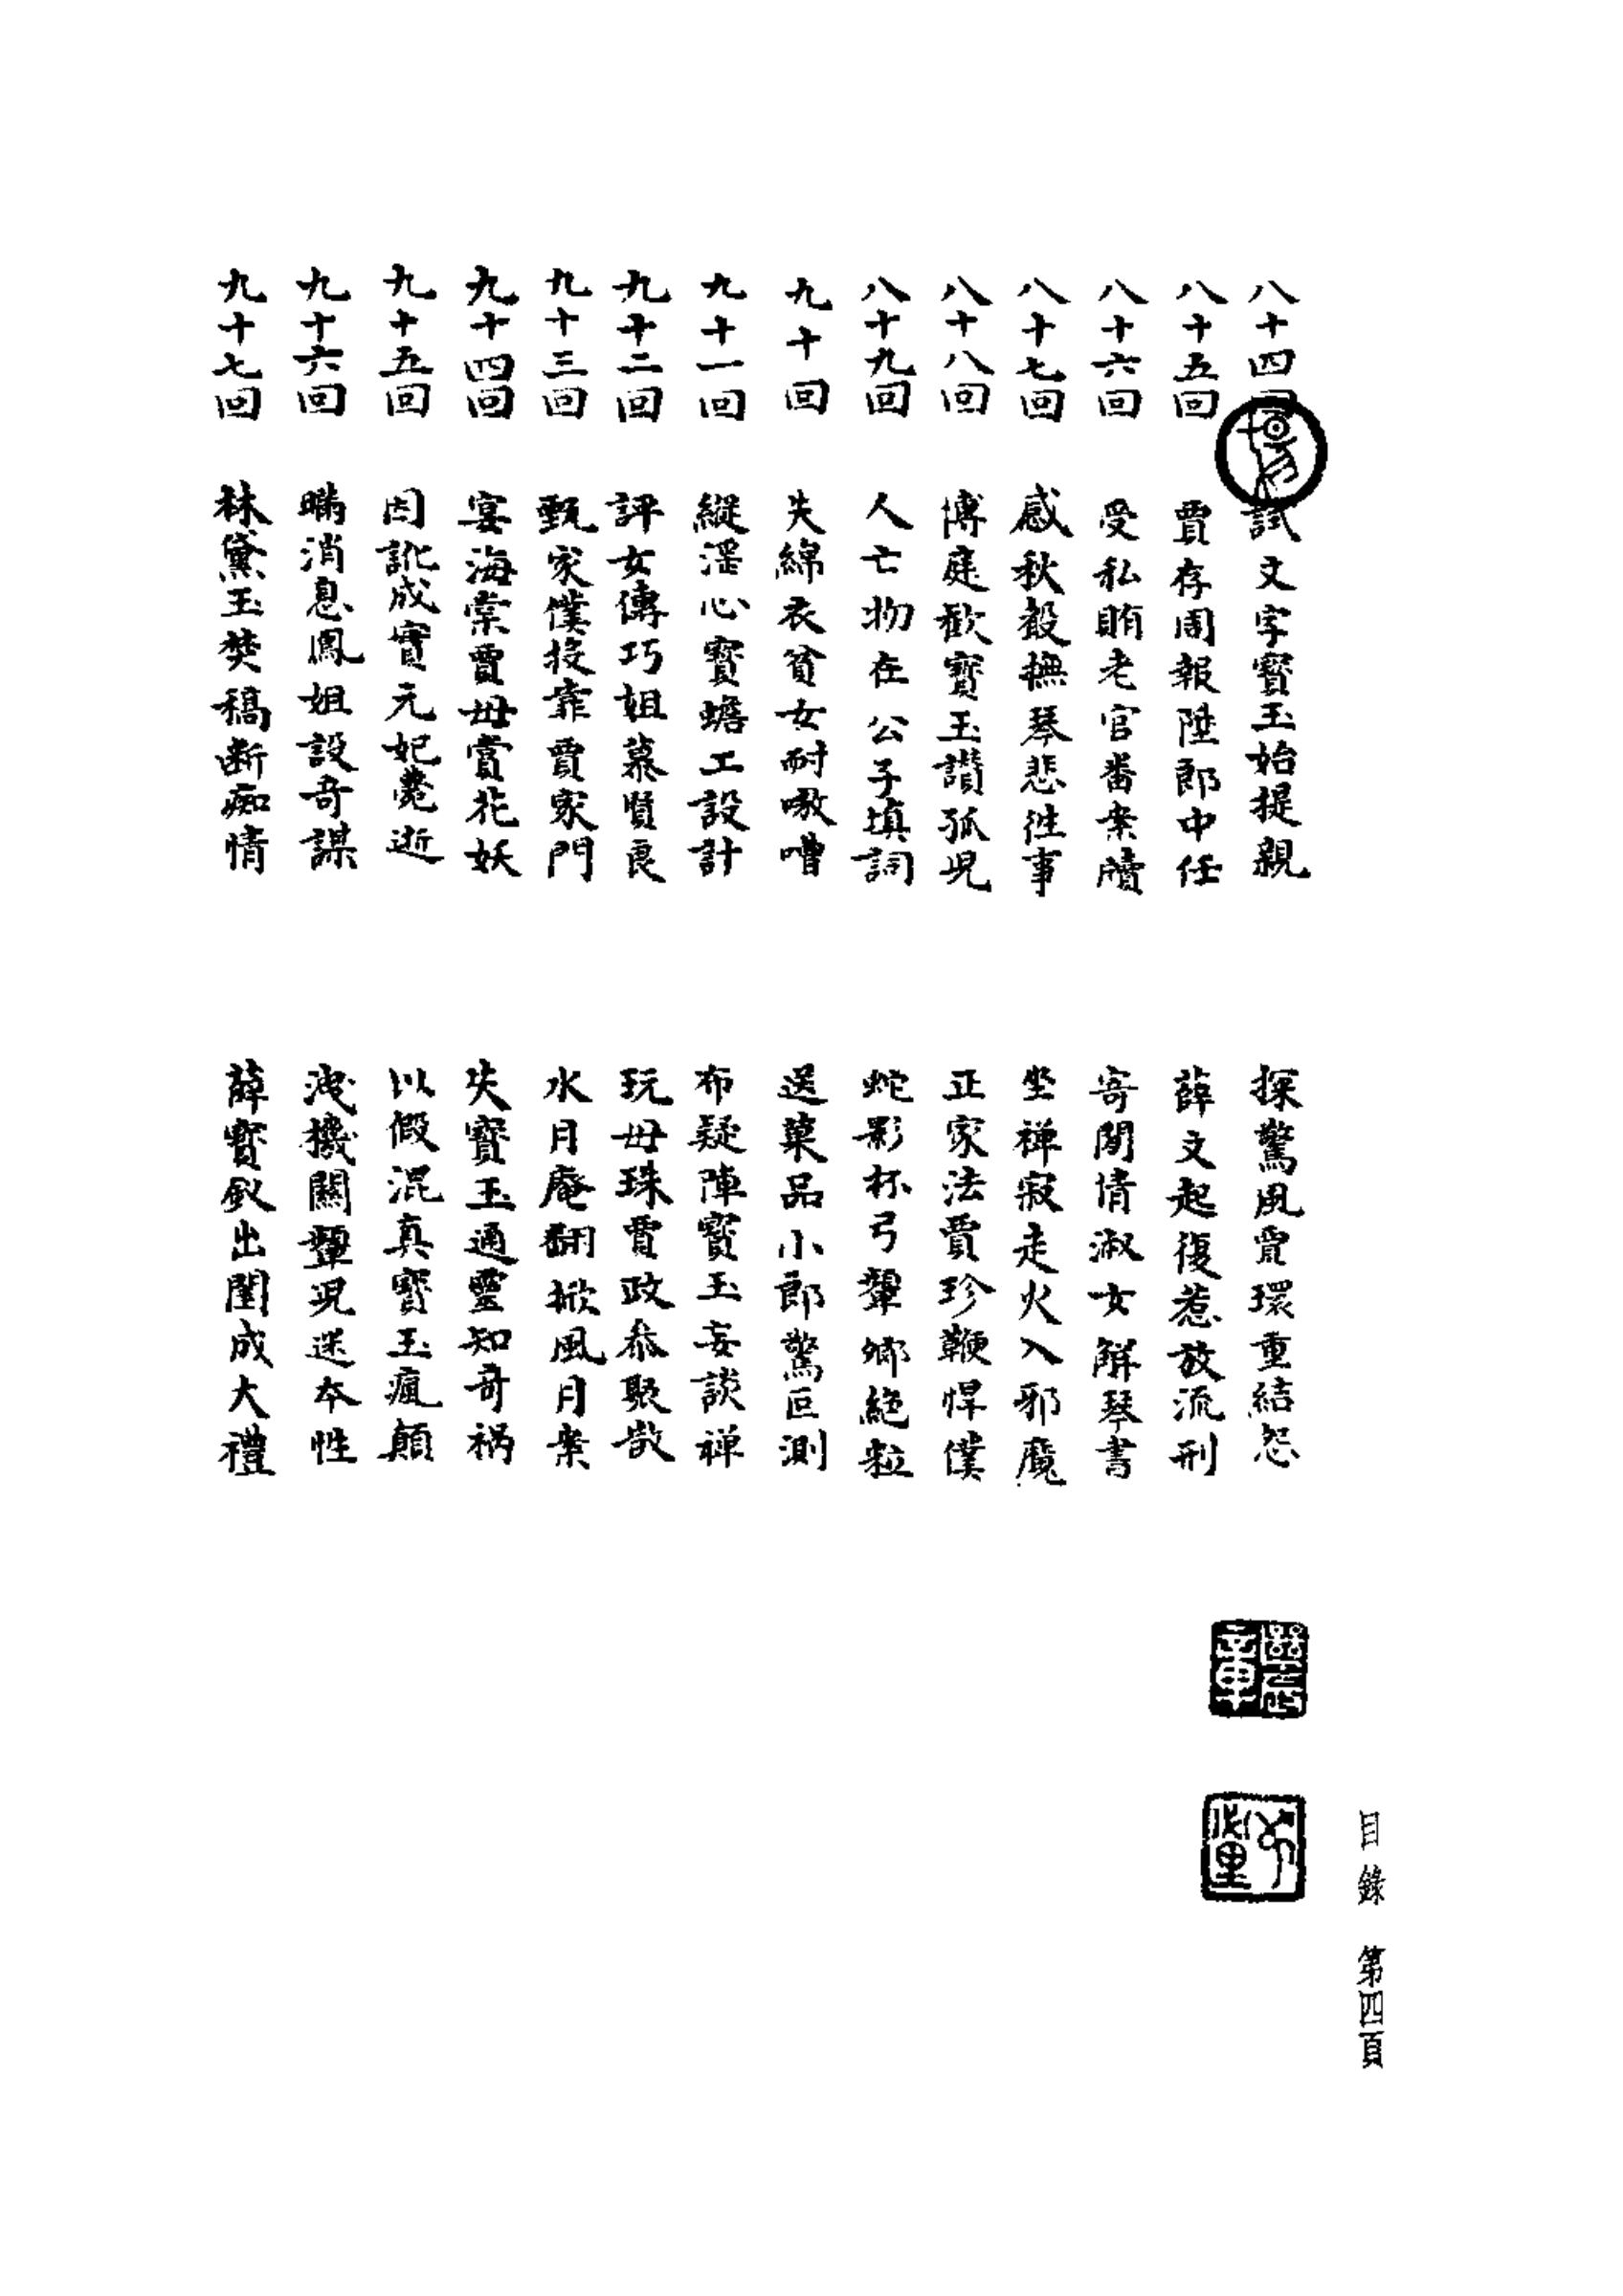 八十四回 試文字寶玉始提親 探驚風賈環重結怨
八十五回 賈存周報陞郎中任 薛文起復惹放流刑
八十六回 受私賄老官番案牘 寄閒情淑女解琴書
八十七回 感秋聲撫琴悲往事 坐禪寂走火入邪魔
八十八回 博庭歡寶玉讃孤兒 正家法賈珍鞭悍僕
八十九回 人亡物在公子填詞 蛇影杯弓顰卿絕粒
九十回 失綿衣貧女耐嗷嘈 送菓品小郎驚叵測
九十一回 縱淫心寶蟾工設計 布疑陣寶玉妄談禪
九十二回 評女傳巧姐慕賢良 玩母珠賈政叅聚散
九十三回 甄家僕投靠賈家門 水月庵翻掀風月案
九十四回 宴海棠賈母賞花妖 失寶玉通靈知奇禍
九十五回 因訛成實元妃薨逝 以假混真寶玉瘋顛
九十六回 瞞消息鳳姐設奇謀 洩機關顰兒迷本性
九十七回 林黛玉焚稿斷痴情 薛寶釵出閨成大禮
目錄 第四頁